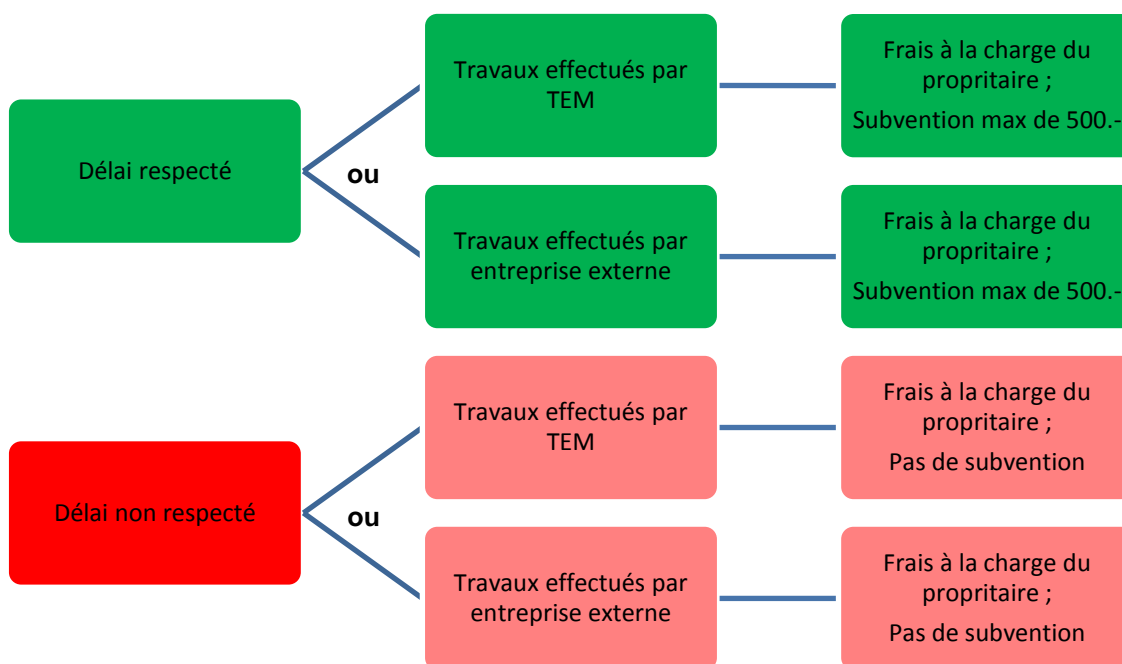 Délai respecté
ou
Travaux effectués par
TEM
Frais à la charge du
propritaire ;
Subvention max de 500.-
Travaux effectués par
entreprise externe
Frais à la charge du
propritaire ;
Subvention max de 500.-
Délai non respecté
ou
Travaux effectués par
TEM
Frais à la charge du
propritaire ;
Pas de subvention
Travaux effectués par
entreprise externe
Frais à la charge du
propritaire ;
Pas de subvention